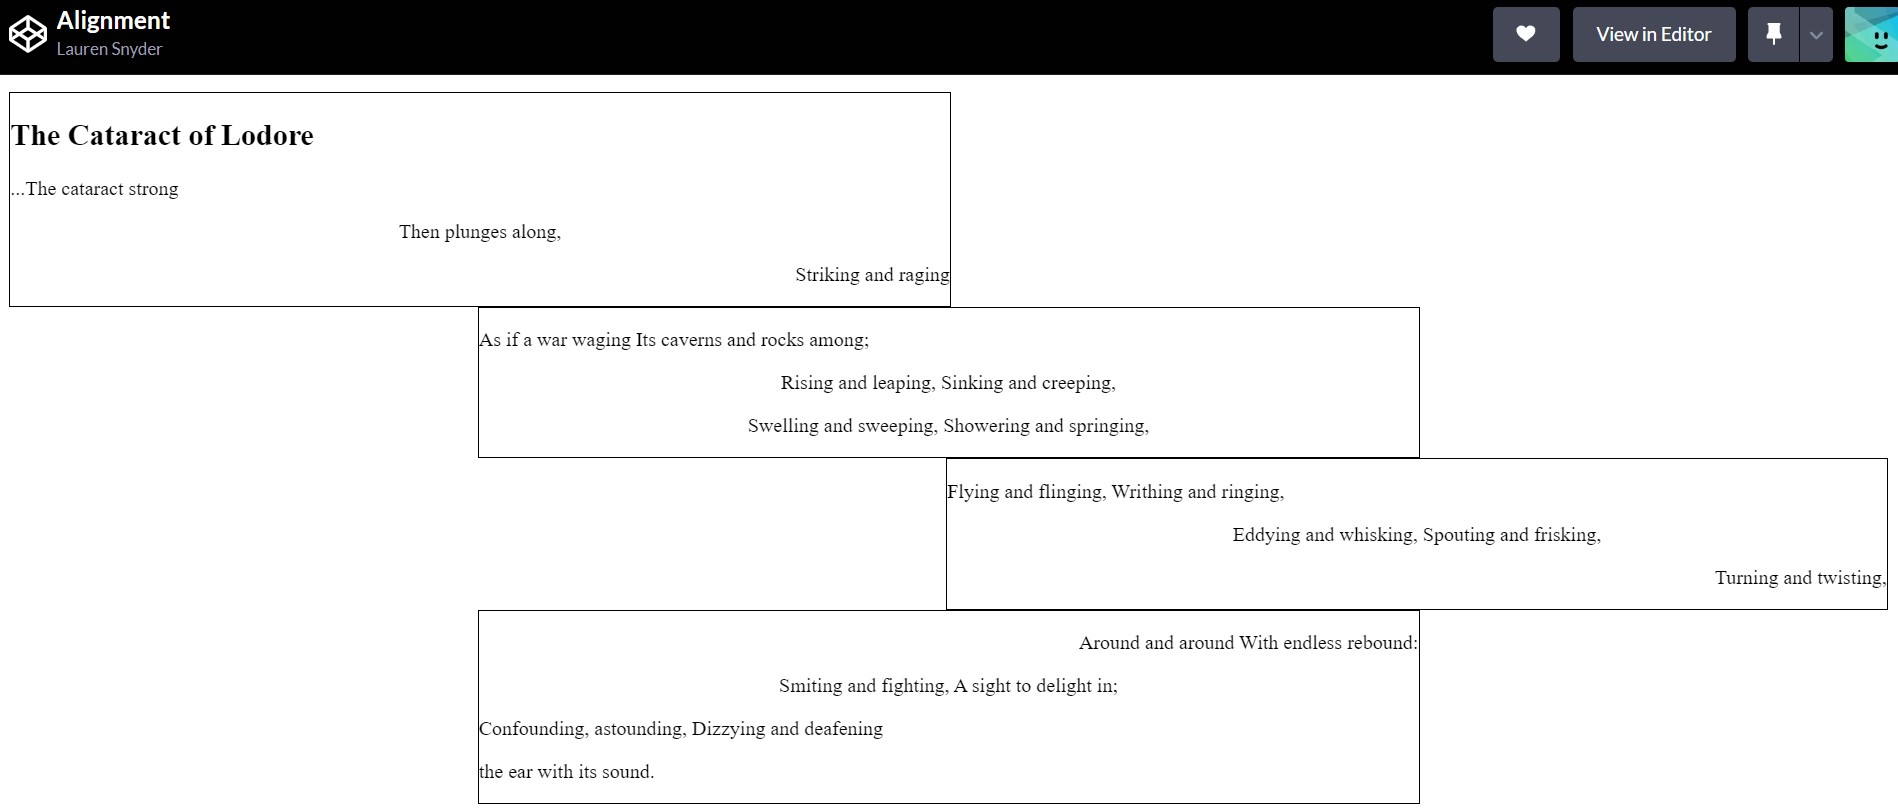 Alignment
Lauren Snyder
View in Editor
The Cataract of Lodore
...The cataract strong
Then plunges along,
Striking and raging
As if a war waging Its caverns and rocks among;
Rising and leaping, Sinking and creeping,
Swelling and sweeping, Showering and springing,
Flying and flinging, Writhing and ringing,
Eddying and whisking, Spouting and frisking,
Turning and twisting,
Around and around With endless rebound:
Smiting and fighting, A sight to delight in;
Confounding, astounding, Dizzying and deafening
the ear with its sound.